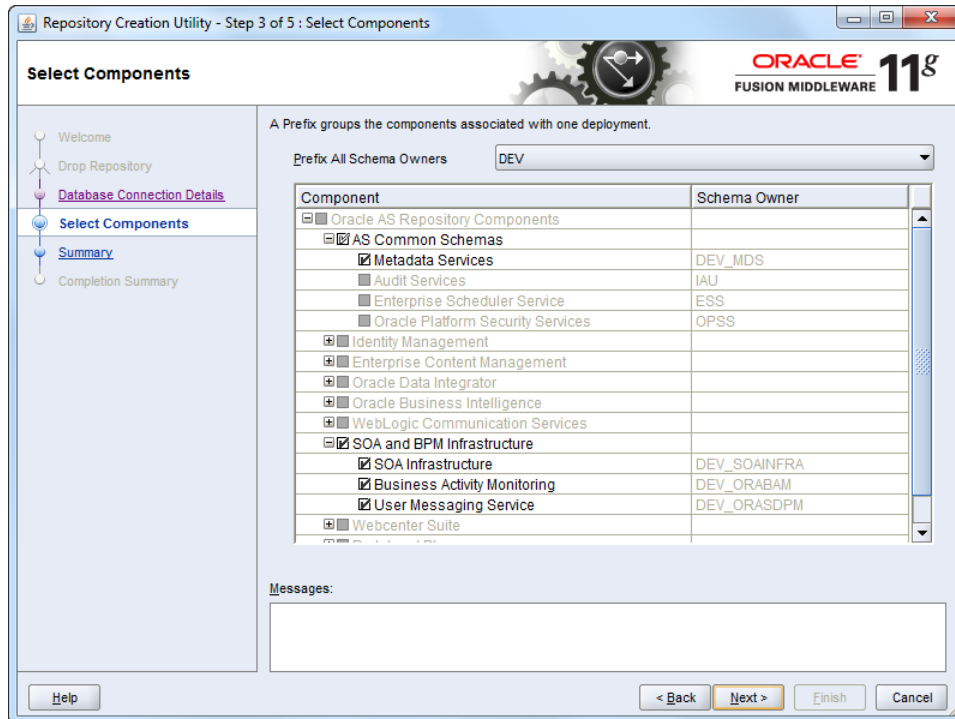 Repository Creation Utility - Step 3 of 5 : Select Components
Select Components
ORACLE
FUSION MIDDLEWARE 11g
Welcome
Drop Repository
Database Connection Details
Select Components
Summary
Completion Summary
A Prefix groups the components associated with one deployment.
Prefix All Schema Owners DEV
Component Schema Owner
Oracle AS Repository Components
AS Common Schemas
Metadata Services DEV_MDS
Audit Services IAU
Enterprise Scheduler Service ESS
Oracle Platform Security Services OPSS
Identity Management
Enterprise Content Management
Oracle Data Integrator
Oracle Business Intelligence
WebLogic Communication Services
SOA and BPM Infrastructure
SOA Infrastructure DEV_SOAINFRA
Business Activity Monitoring DEV_ORABAM
User Messaging Service DEV_ORASDPM
Webcenter Suite
Messages:
Help < Back Next > Finish Cancel